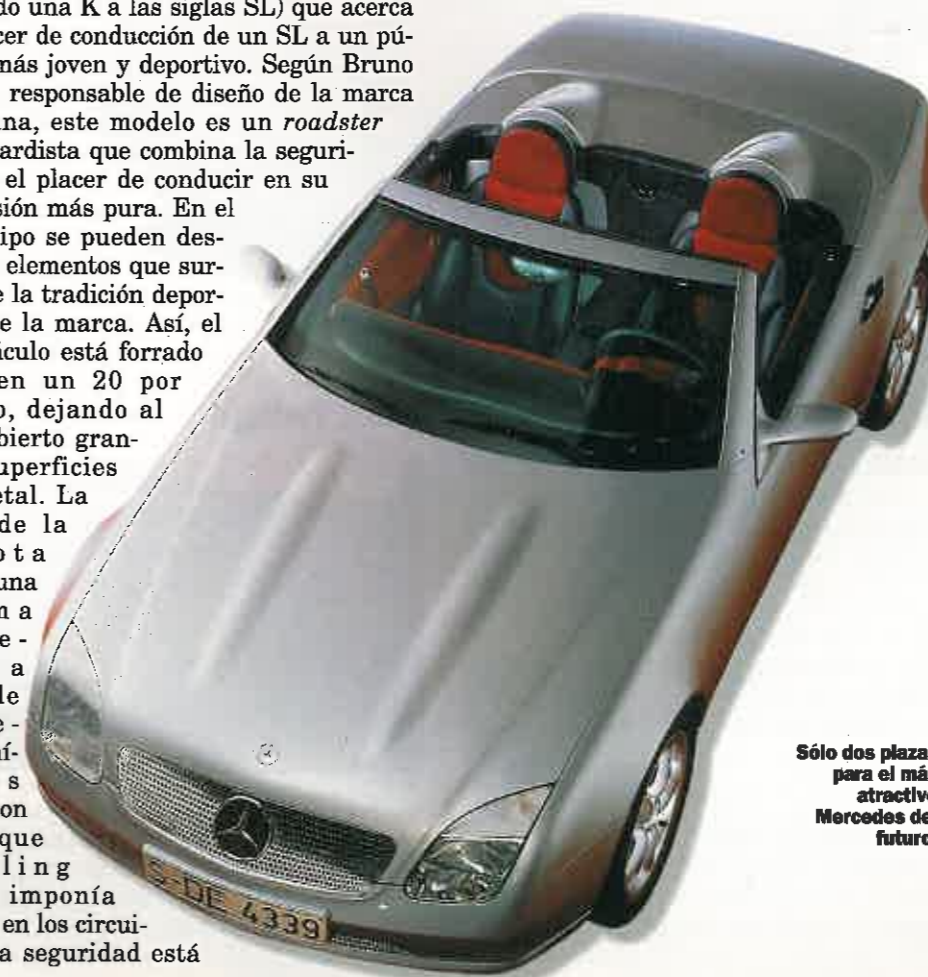 do una K a las siglas SL) que acerca
cer de conducción de un SL a un pú-
más joven y deportivo. Según Bruno
responsable de diseño de la marca
na, este modelo es un roadster
ardista que combina la seguri-
el placer de conducir en su
sión más pura. En el
ipo se pueden des-
elementos que sur-
e la tradición depor-
e la marca. Así, el
áculo está forrado
en un 20 por
o, dejando al
bierto gran-
uperficies
etal. La
de la
ota
una
m a
e -
a
le
e -
uí-
s
on
que
ling
imponía
en los circui-
a seguridad está
Sólo dos plaza
para el má
atractiv
Mercedes de
futuro
S-DE 4339